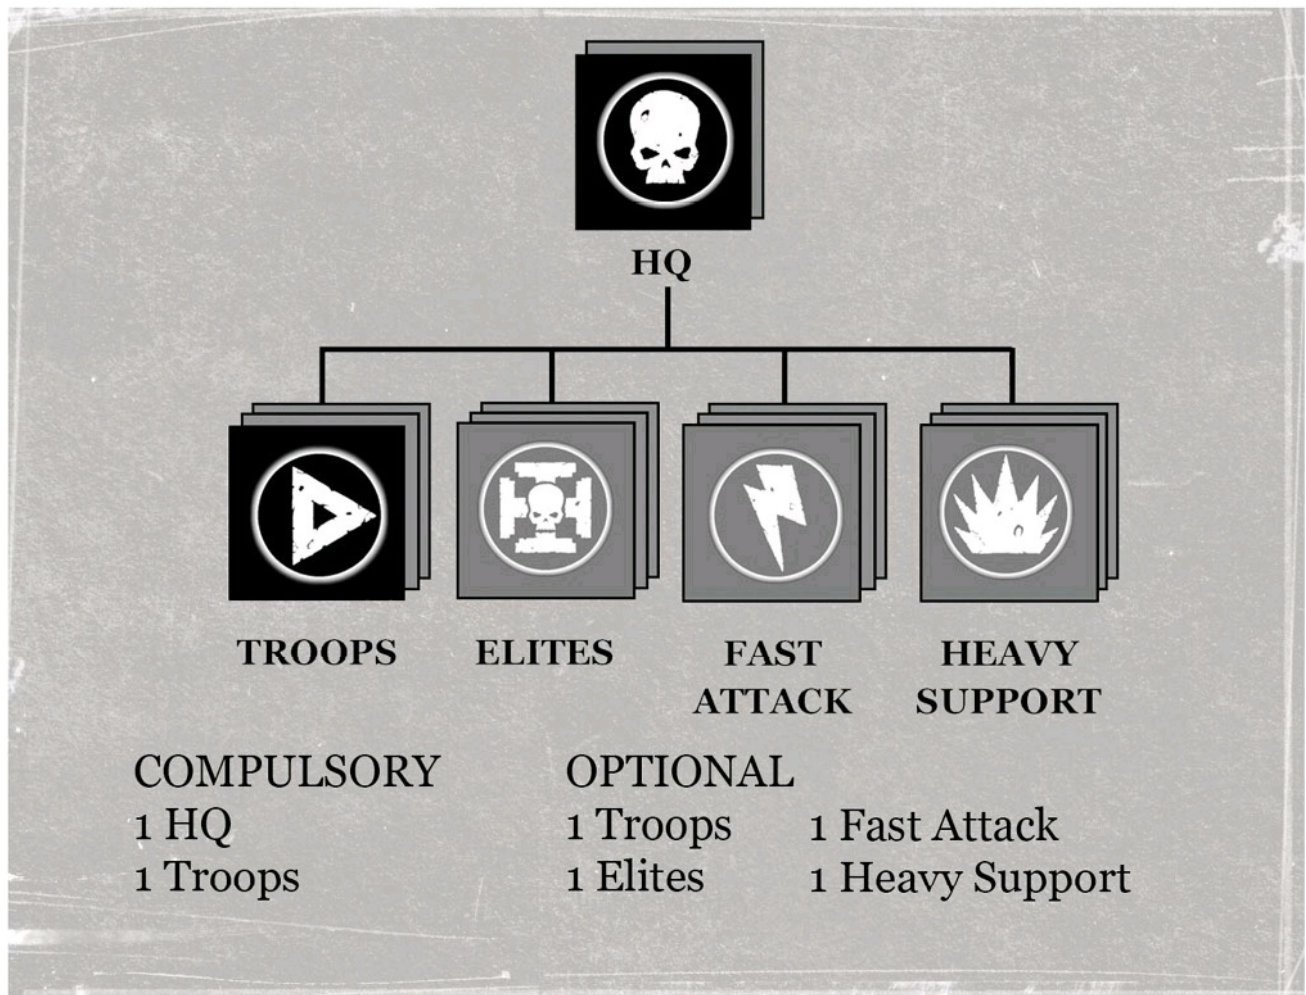 HQ
TROOPS
ELITES
FAST
ATTACK
HEAVY
SUPPORT
COMPULSORY
1 HQ
1 Troops
OPTIONAL
1 Troops
1 Elites
1 Fast Attack
1 Heavy Support